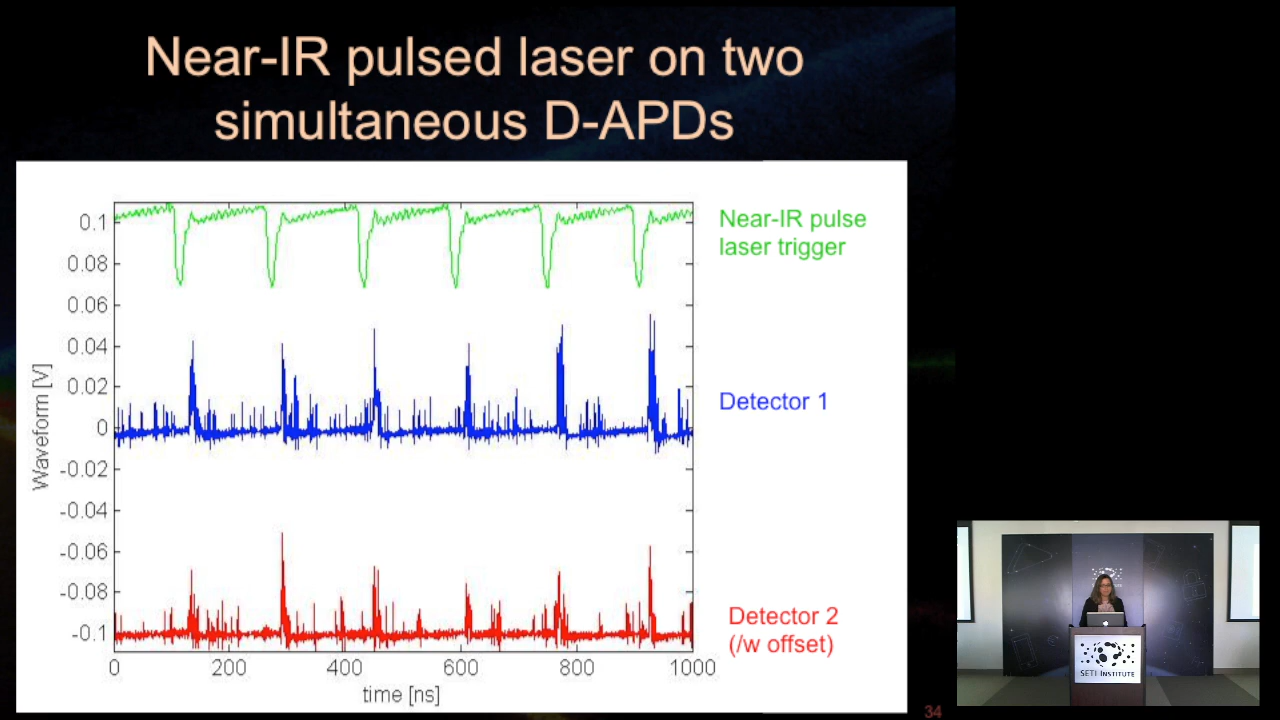 Near-IR pulsed laser on two
simultaneous D-APDs
0.1
0.08
0.06
0.04
0.02
0
-0.02
-0.04
-0.06
-0.08
-0.1
Waveform [V]
0 200 400 600 800 1000
time [ns]
Near-IR pulse
laser trigger
Detector 1
Detector 2
(/w offset)
34
SETI INSTITUTE